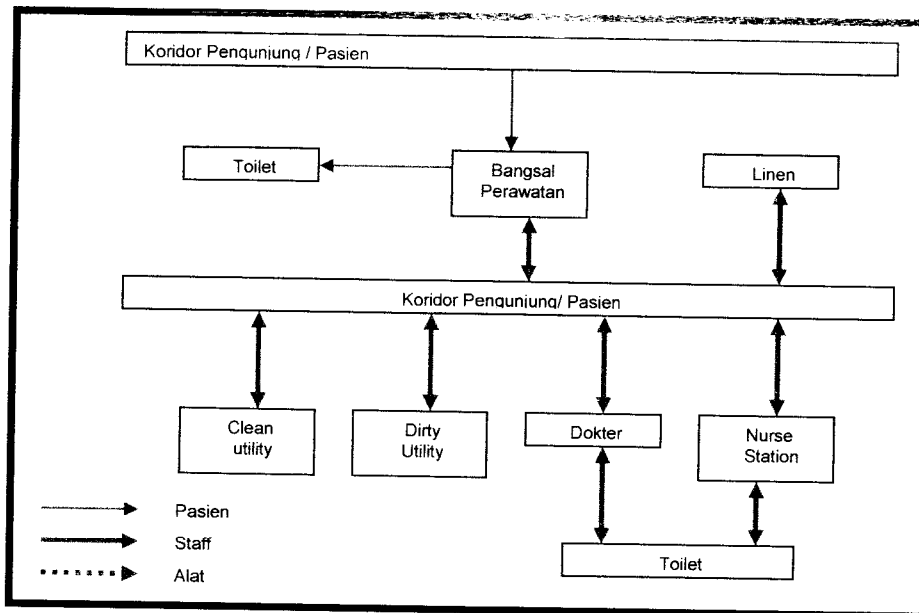 Koridor Pengunjung / Pasien
Toilet
Bangsal
Perawatan
Linen
Koridor Pengunjung/ Pasien
Clean
utility
Dirty
Utility
Dokter
Nurse
Station
Pasien
Staff
Alat
Toilet